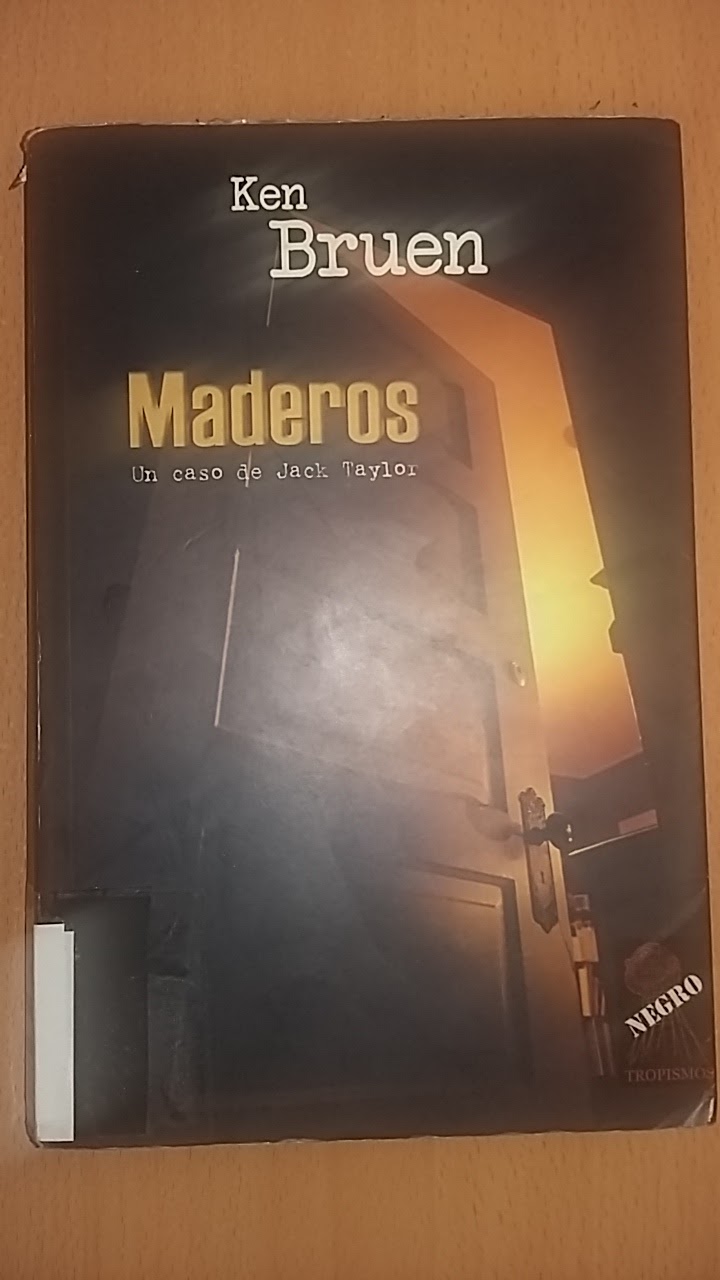 Ken
Bruen
Maderos
Un caso de Jack Taylor
NEGRO
TROPISMOS